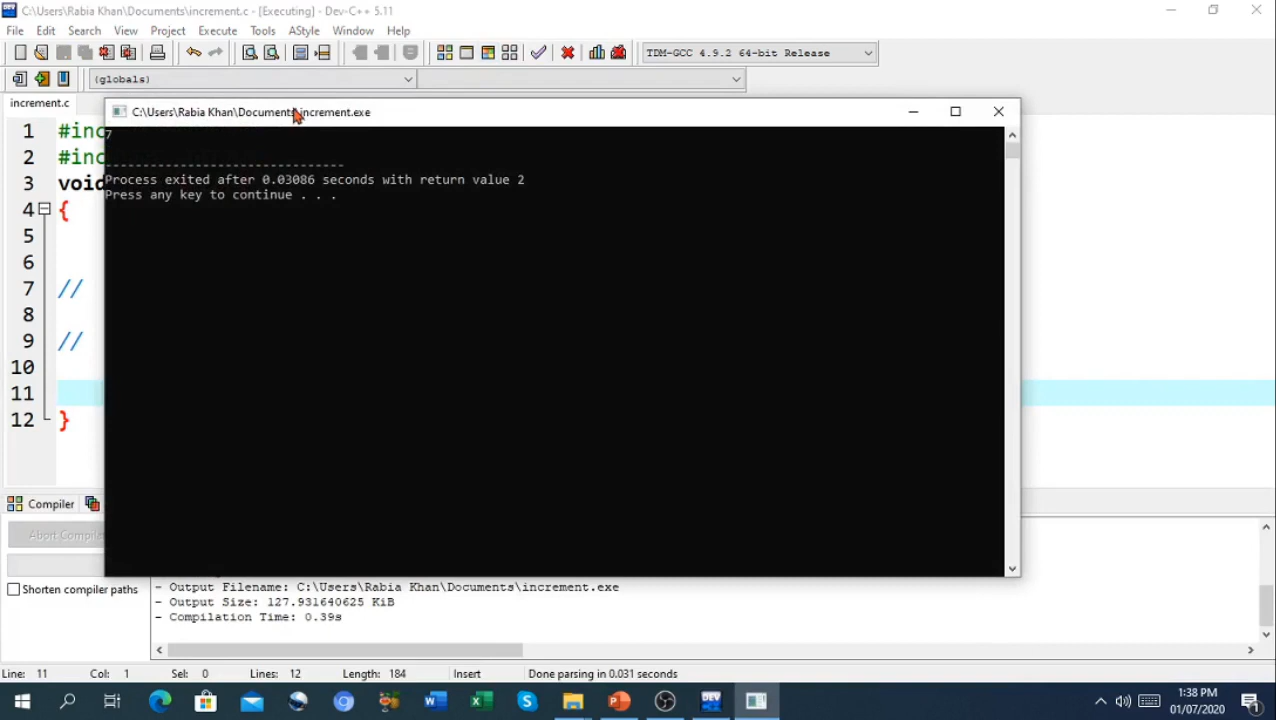 C:\Users\Rabia Khan\Documents\increment.c - [Executing] - Dev-C++ 5.11
File Edit Search View Project Execute Tools AStyle Window Help
TDM-GCC 4.9.2 64-bit Release
(globals)
increment.c
C:\Users\Rabia Khan\Documents\increment.exe
1 #inc
7
2 #inc
--------------------------------
3 void
Process exited after 0.03086 seconds with return value 2
Press any key to continue . . .
4 {
5
6
7 //
8
9 //
10
11
12 }
Compiler
Abort Compila
Shorten compiler paths
- Output Filename: C:\Users\Rabia Khan\Documents\increment.exe
- Output Size: 127.931640625 KiB
- Compilation Time: 0.39s
Line: 11 Col: 1 Sel: 0 Lines: 12 Length: 184 Insert Done parsing in 0.031 seconds
DEV
1:38 PM
01/07/2020
1